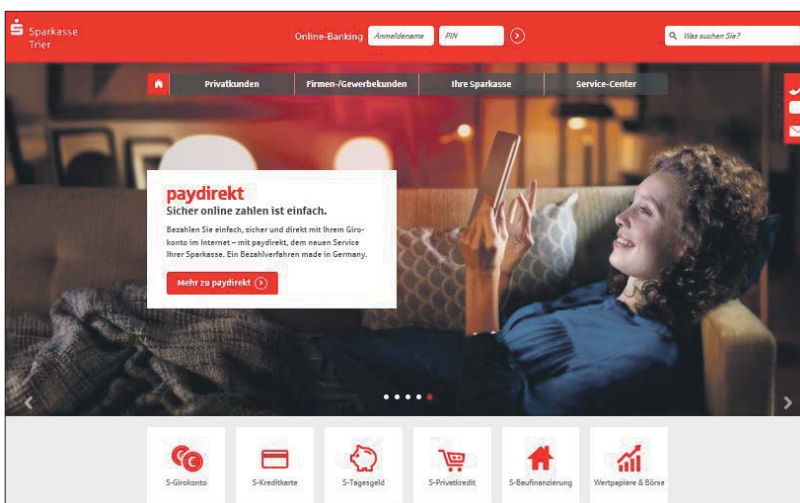 Sparkasse
Trier
Online-Banking Anmeldename PIN
Was suchen Sie?
Privatkunden Firmen-/Gewerbekunden Ihre Sparkasse Service-Center
paydirekt
Sicher online zahlen ist einfach.
Bezahlen Sie einfach, sicher und direkt mit Ihrem Giro-
konto im Internet – mit paydirekt, dem neuen Service
Ihrer Sparkasse. Ein Bezahlverfahren made in Germany.
Mehr zu paydirekt
S-Girokonto S-Kreditkarte S-Tagesgeld S-Privatkredit S-Baufinanzierung Wertpapiere & Börse